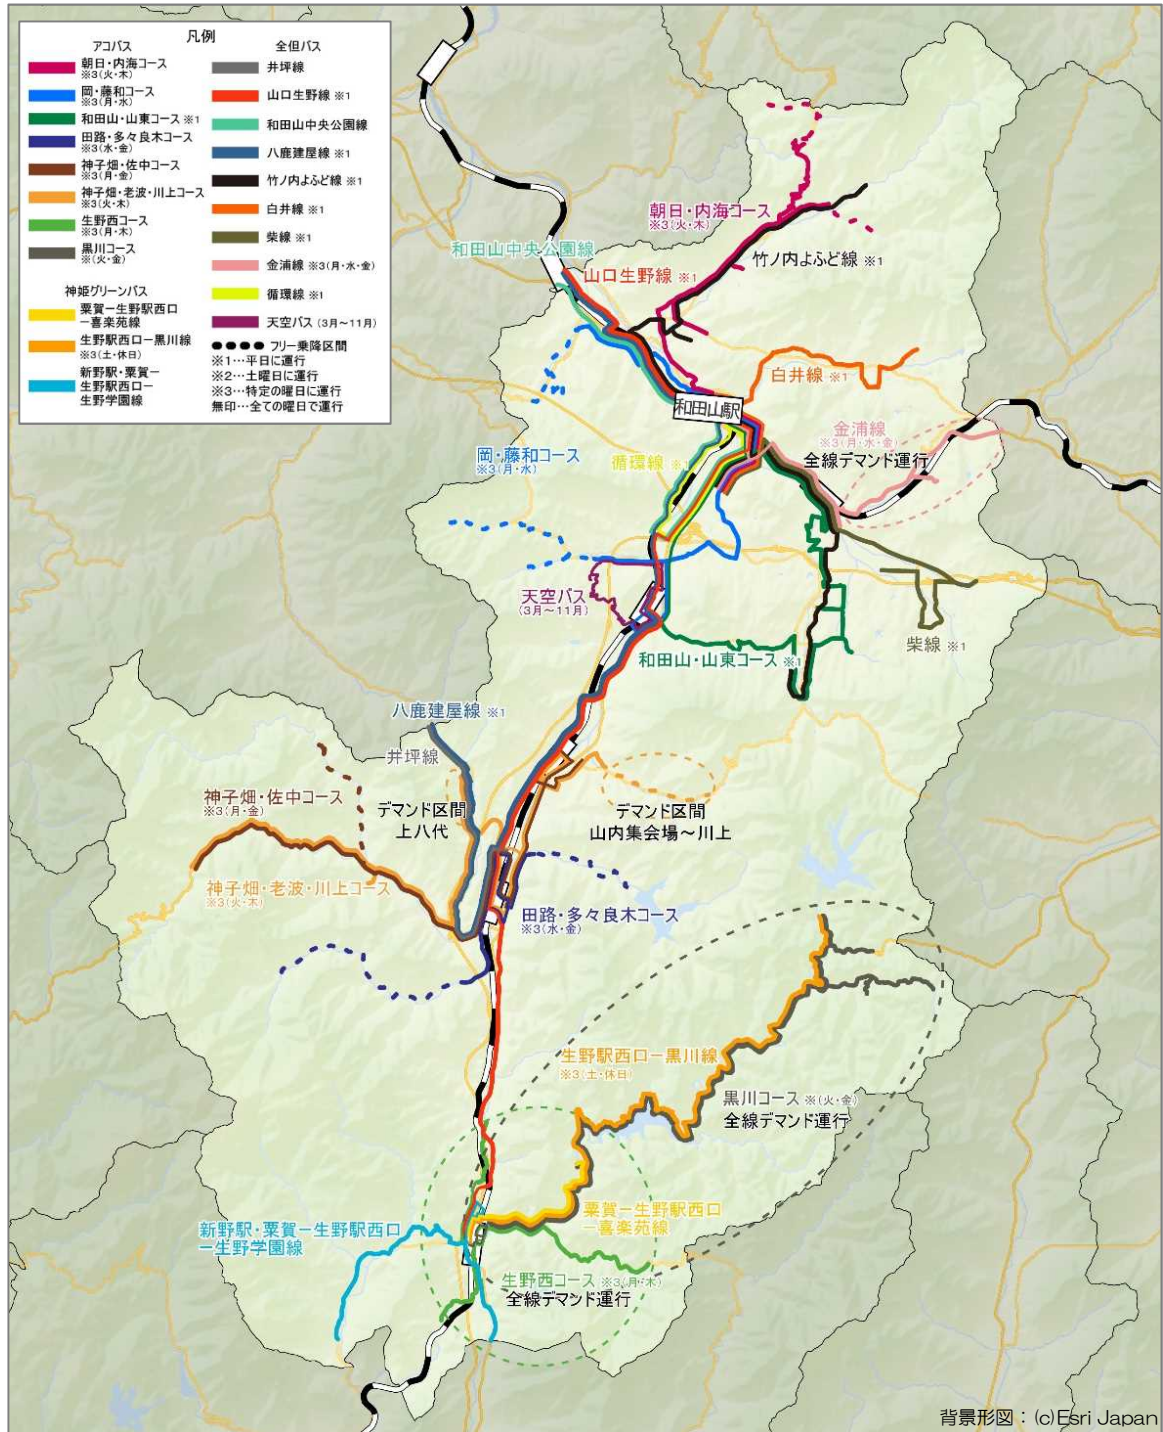 凡例
アコバス
朝日・内海コース
※3(火・木)
岡・藤和コース
※3(月・水)
和田山・山東コース ※1
田路・多々良木コース
※3(水・金)
神子畑・佐中コース
※3(月・金)
神子畑・老波・川上コース
※3(火・木)
生野西コース
※3(月・木)
黒川コース
※(火・金)
神姫グリーンバス
粟賀ー生野駅西口
ー喜楽苑線
生野駅西口ー黒川線
※3(土・休日)
新野駅・粟賀ー
生野駅西口ー
生野学園線
全但バス
井坪線
山口生野線 ※1
和田山中央公園線
八鹿建屋線 ※1
竹ノ内よふど線 ※1
白井線 ※1
柴線 ※1
金浦線 ※3(月・水・金)
循環線 ※1
天空バス (3月～11月)
フリー乗降区間
※1…平日に運行
※2…土曜日に運行
※3…特定の曜日に運行
無印…全ての曜日で運行
朝日・内海コース
※3(火・木)
和田山中央公園線
竹ノ内よふど線 ※1
山口生野線 ※1
白井線 ※1
和田山駅
金浦線
※3(月・水・金)
全線デマンド運行
岡・藤和コース
※3(月・水)
循環線 ※1
天空バス
(3月～11月)
柴線 ※1
和田山・山東コース ※1
八鹿建屋線 ※1
井坪線
神子畑・佐中コース
※3(月・金)
デマンド区間
上八代
デマンド区間
山内集会場～川上
神子畑・老波・川上コース
※3(火・木)
田路・多々良木コース
※3(水・金)
生野駅西口ー黒川線
※3(土・休日)
黒川コース ※(火・金)
全線デマンド運行
粟賀ー生野駅西口
ー喜楽苑線
新野駅・粟賀ー生野駅西口
ー生野学園線
生野西コース ※3(月・木)
全線デマンド運行
背景形図：(c)Esri Japan